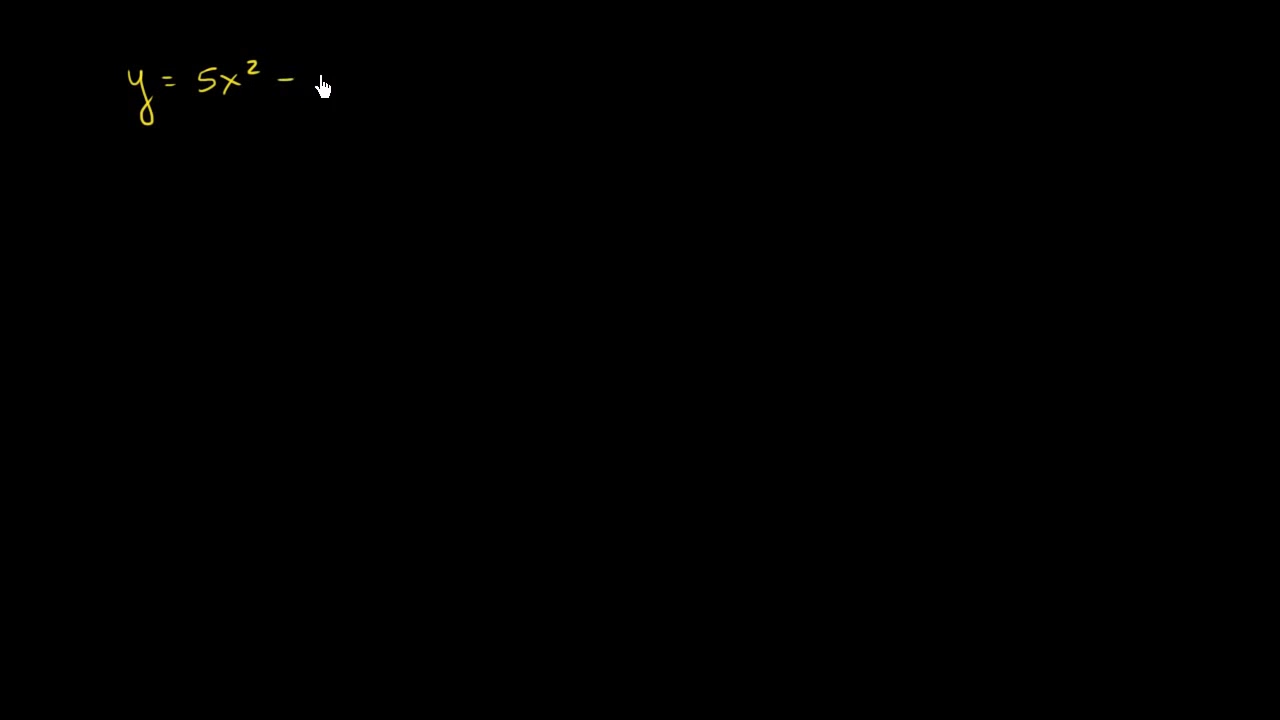 y = 5x² -